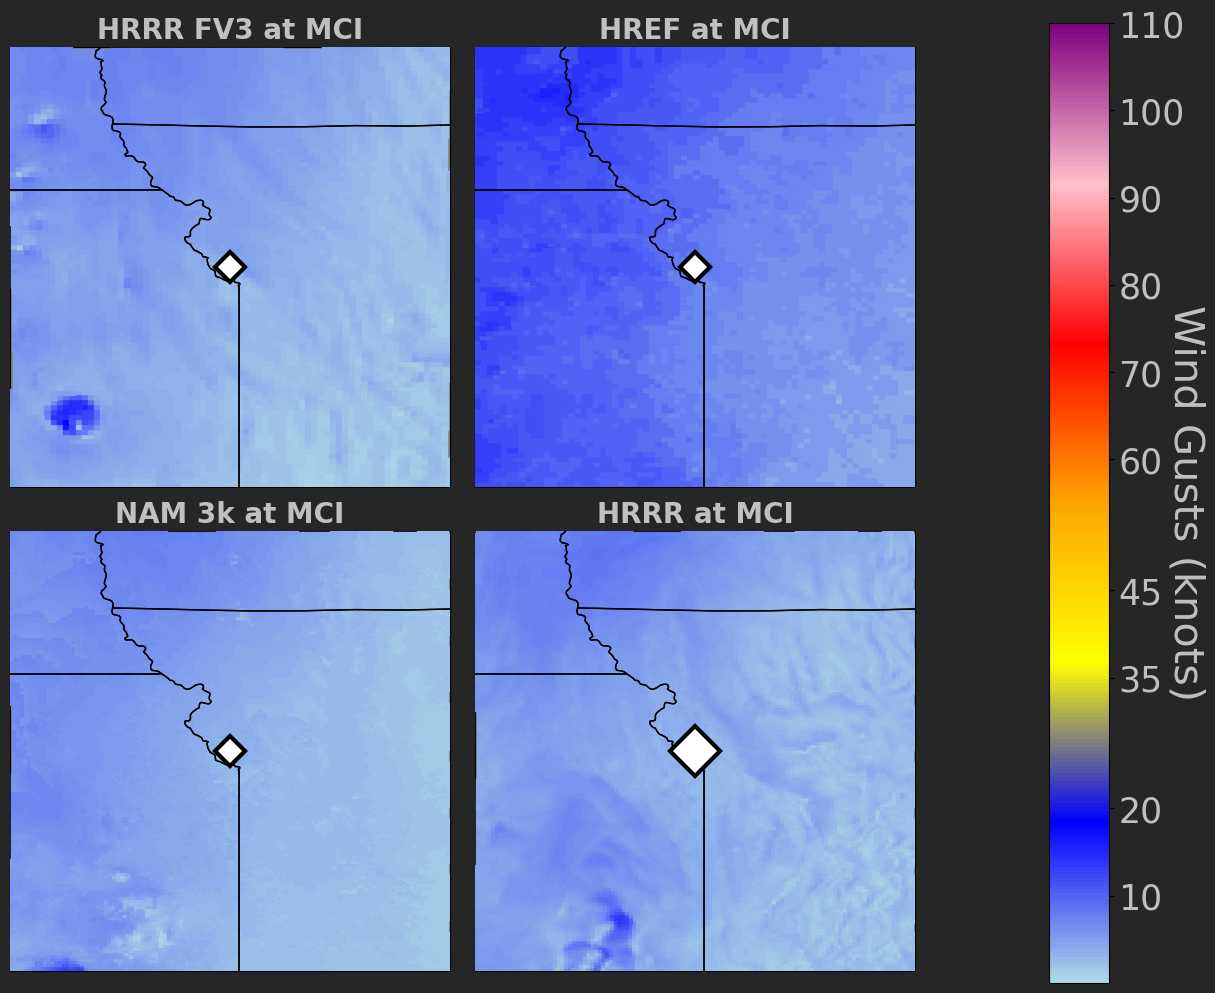 HRRR FV3 at MCI
HREF at MCI
NAM 3k at MCI
HRRR at MCI
110
100
90
80
70
60
45
35
20
10
Wind Gusts (knots)